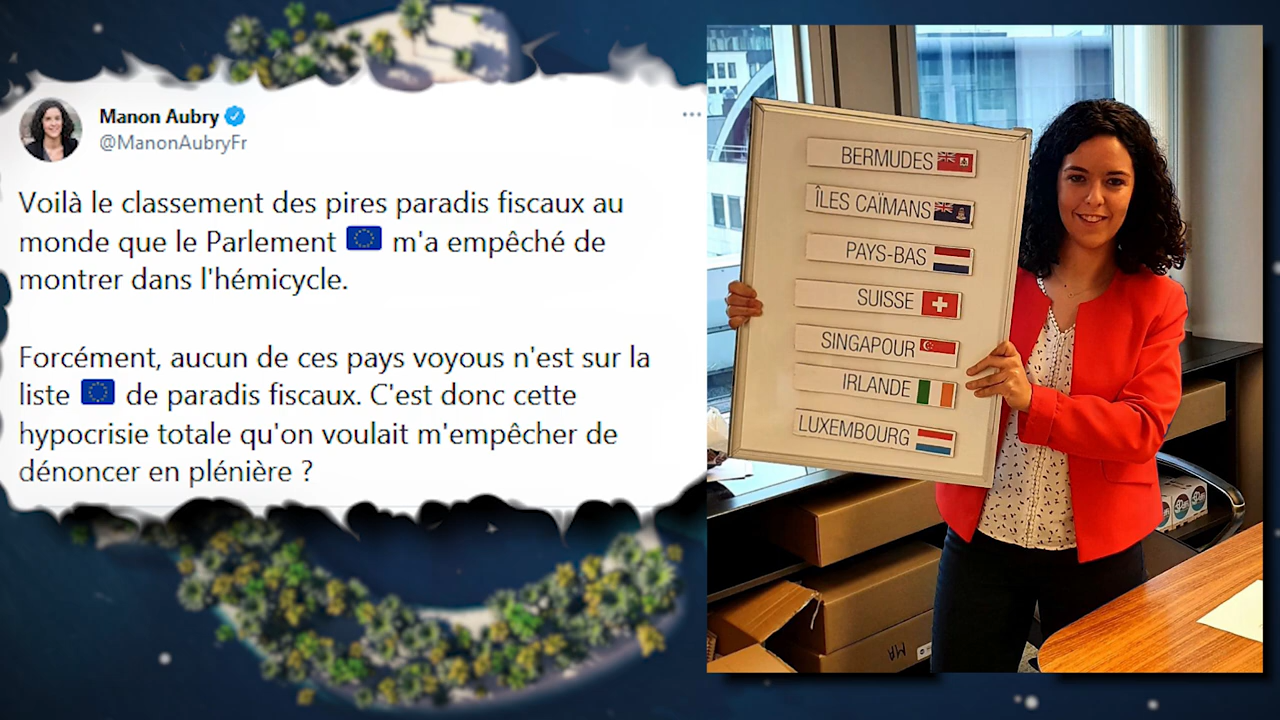 Manon Aubry
@ManonAubryFr
Voilà le classement des pires paradis fiscaux au
monde que le Parlement 🇪🇺 m'a empêché de
montrer dans l'hémicycle.
Forcément, aucun de ces pays voyous n'est sur la
liste 🇪🇺 de paradis fiscaux. C'est donc cette
hypocrisie totale qu'on voulait m'empêcher de
dénoncer en plénière ?
BERMUDES
ÎLES CAÏMANS
PAYS-BAS
SUISSE
SINGAPOUR
IRLANDE
LUXEMBOURG
MA